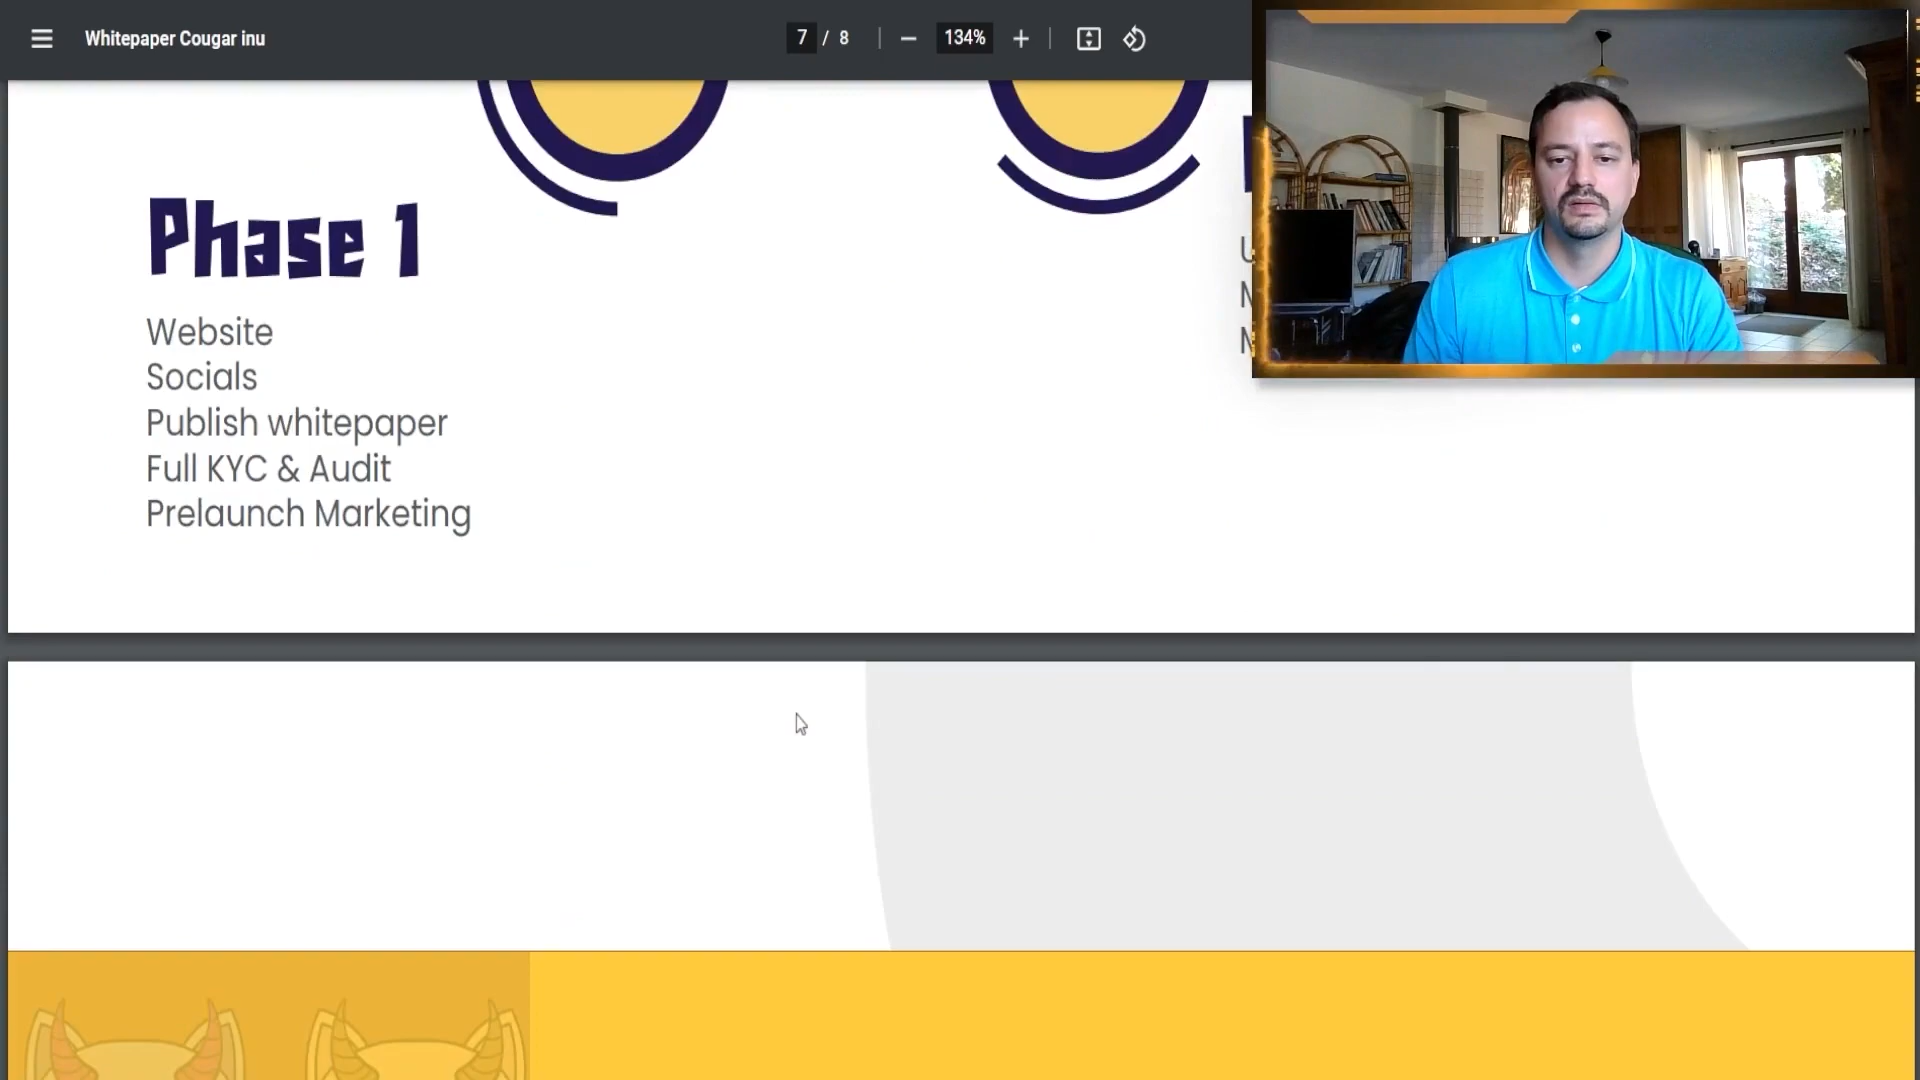 Whitepaper Cougar inu
7 / 8
134%
Phase 1
Website
Socials
Publish whitepaper
Full KYC & Audit
Prelaunch Marketing